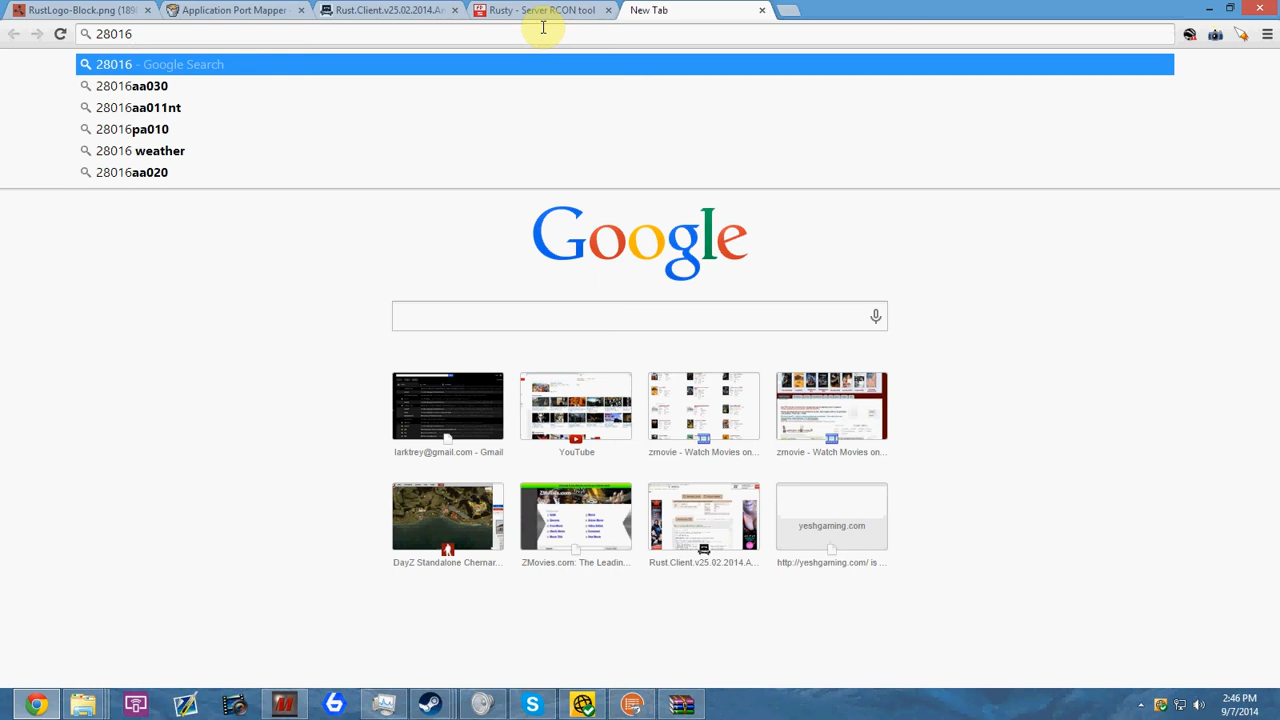 RustLogo-Block.png (189
Application Port Mapper
Rust.Client.v25.02.2014.A
Rusty - Server RCON tool
New Tab
28016
28016 - Google Search
28016aa030
28016aa011nt
28016pa010
28016 weather
28016aa020
Google
larktrey@gmail.com - Gmail
YouTube
zmovie - Watch Movies on...
zmovie - Watch Movies on...
yeshgaming.com
DayZ Standalone Chernar...
ZMovies.com: The Leadin...
Rust.Client.v25.02.2014.A...
http://yeshgaming.com/ is ...
2:46 PM
9/7/2014